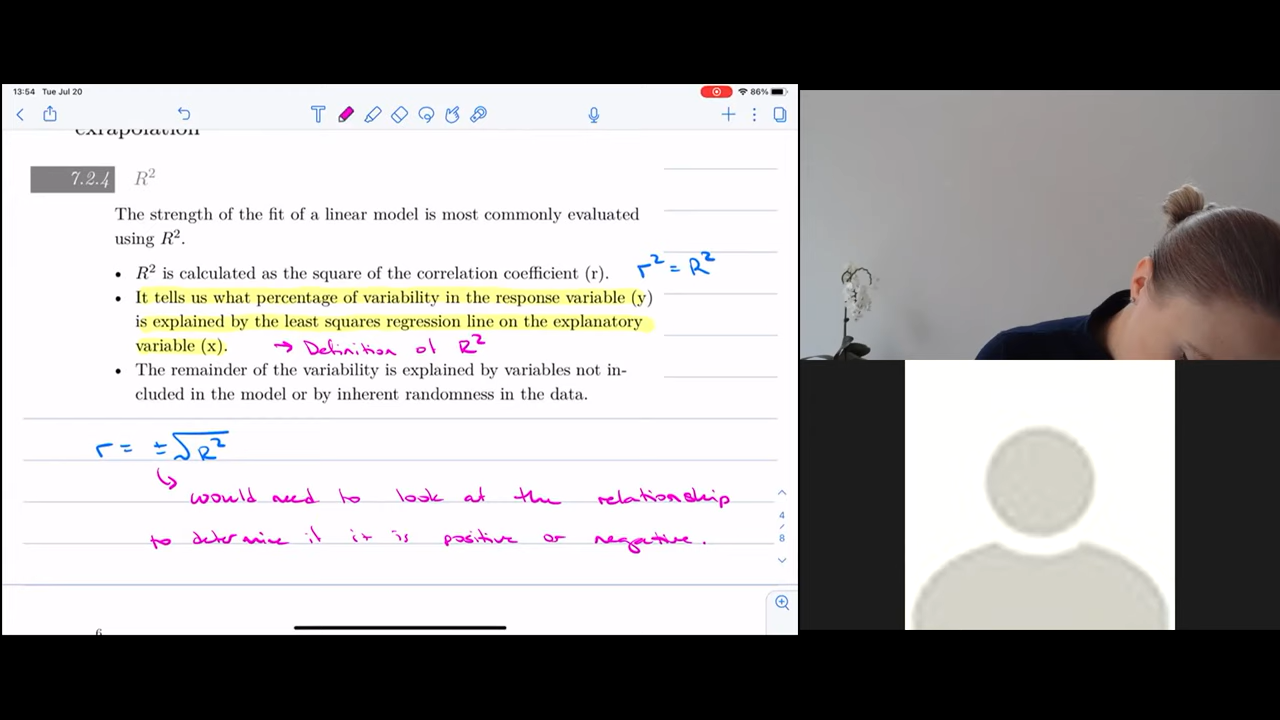 13:54 Tue Jul 20
86%
T
exrapolation
7.2.4 R²
The strength of the fit of a linear model is most commonly evaluated
using R².
• R² is calculated as the square of the correlation coefficient (r). r² = R²
• It tells us what percentage of variability in the response variable (y)
is explained by the least squares regression line on the explanatory
variable (x). → Definition of R²
• The remainder of the variability is explained by variables not in-
cluded in the model or by inherent randomness in the data.
r = ±√R²
↳ would need to look at the relationship
to determine if it is positive or negative.
4
/
8
6